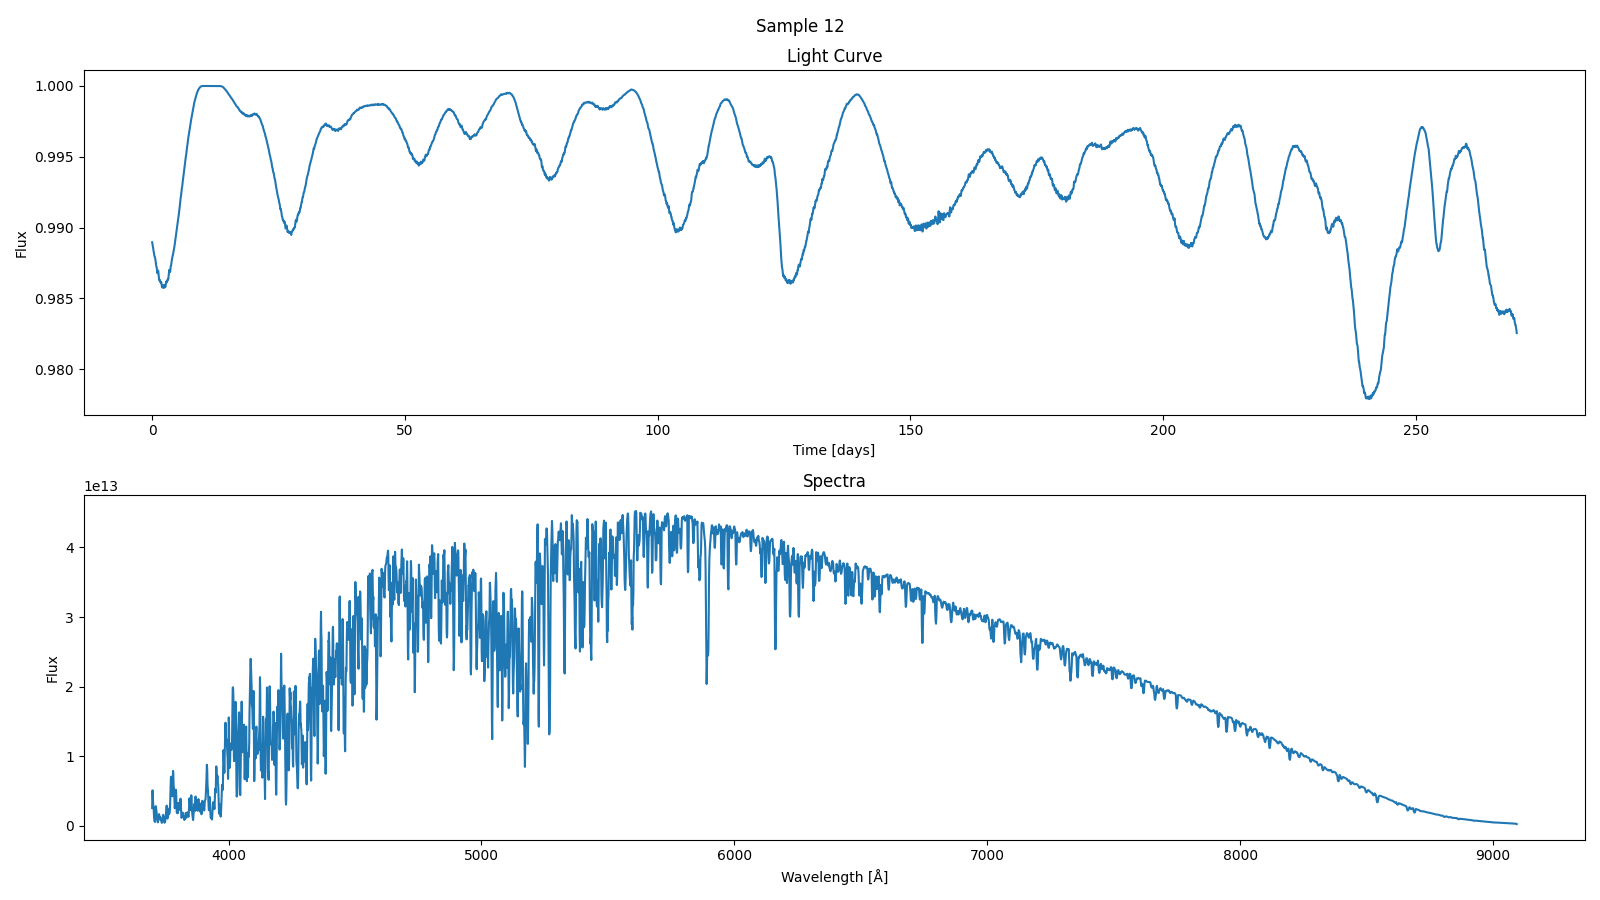 Sample 12
Light Curve
1.000
0.995
0.990
0.985
0.980
Flux
0 50 100 150 200 250
Time [days]
Spectra
1e13
4
3
2
1
0
Flux
4000 5000 6000 7000 8000 9000
Wavelength [Å]